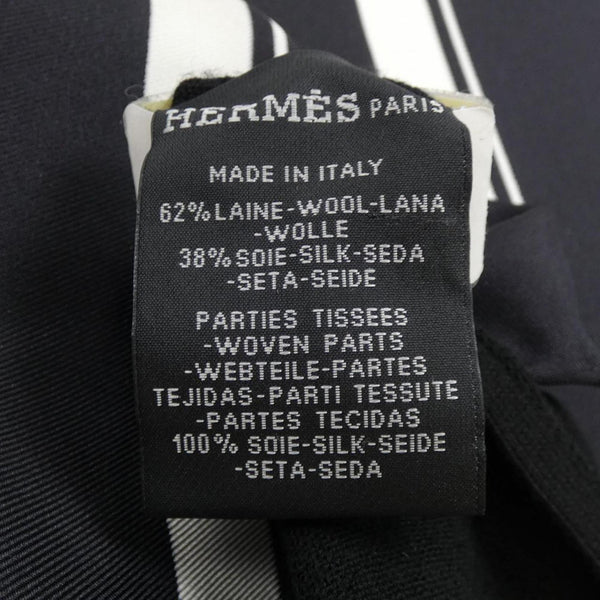 HERMÈS PARIS
MADE IN ITALY
62%LAINE-WOOL-LANA
-WOLLE
38%SOIE-SILK-SEDA
-SETA-SEIDE
PARTIES TISSEES
-WOVEN PARTS
-WEBTEILE-PARTES
TEJIDAS-PARTI TESSUTE
-PARTES TECIDAS
100%SOIE-SILK-SEIDE
-SETA-SEDA